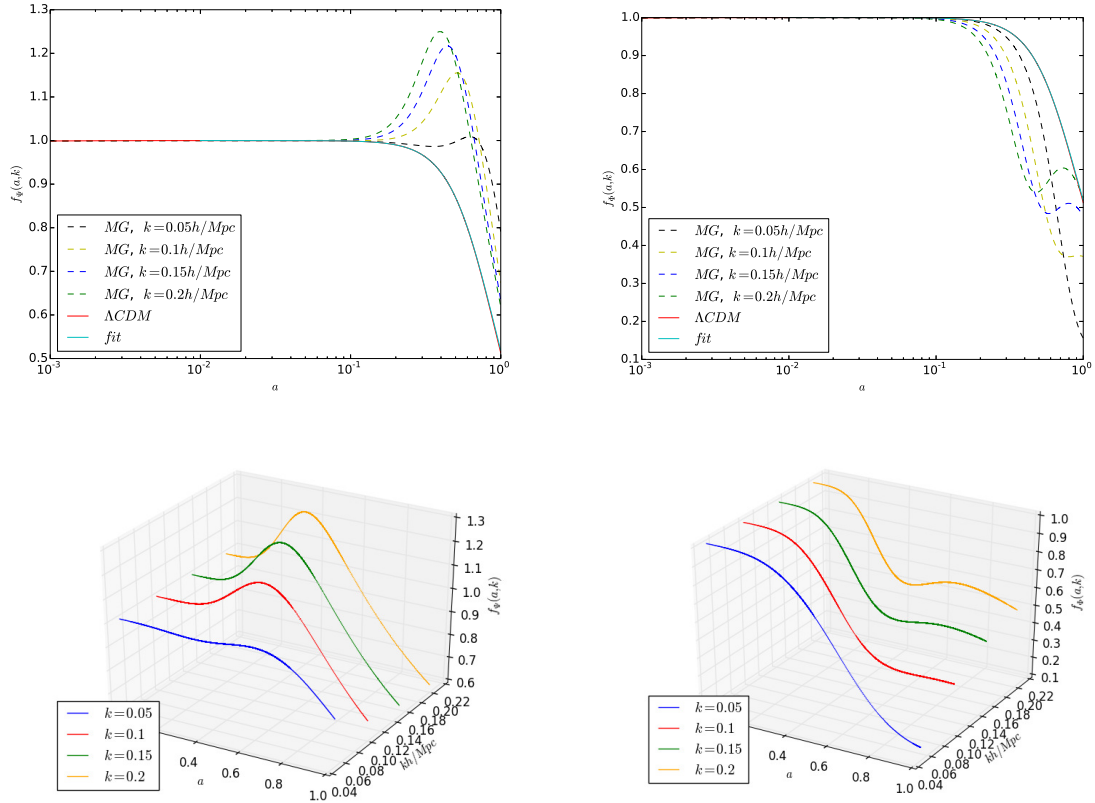 1.3
1.2
1.1
1.0
0.9
0.8
0.7
0.6
0.5
f_Ψ(a,k)
MG, k=0.05h/Mpc
MG, k=0.1h/Mpc
MG, k=0.15h/Mpc
MG, k=0.2h/Mpc
ΛCDM
fit
10^-3 10^-2 10^-1 10^0
a
1.0
0.9
0.8
0.7
0.6
0.5
0.4
0.3
0.2
0.1
f_Φ(a,k)
MG, k=0.05h/Mpc
MG, k=0.1h/Mpc
MG, k=0.15h/Mpc
MG, k=0.2h/Mpc
ΛCDM
fit
10^-3 10^-2 10^-1 10^0
a
1.3
1.2
1.1
1.0
0.9
0.8
0.7
0.6
f_Ψ(a,k)
0.22
0.20
0.18
0.16
0.14
0.12
0.10
0.08
0.06
0.04
kh/Mpc
0.4 0.6 0.8 1.0
a
k=0.05
k=0.1
k=0.15
k=0.2
1.0
0.9
0.8
0.7
0.6
0.5
0.4
0.3
0.2
0.1
f_Φ(a,k)
0.22
0.20
0.18
0.16
0.14
0.12
0.10
0.08
0.06
0.04
kh/Mpc
0.4 0.6 0.8 1.0
a
k=0.05
k=0.1
k=0.15
k=0.2